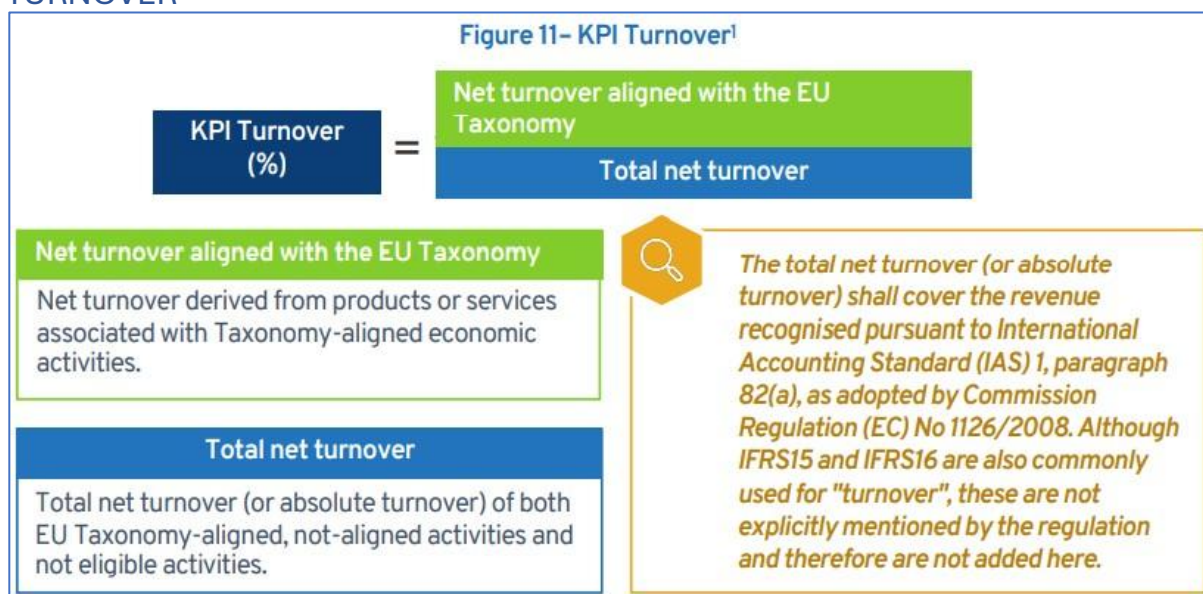 TURNOVER
Figure 11– KPI Turnover¹
KPI Turnover
(%)
=
Net turnover aligned with the EU
Taxonomy
Total net turnover
Net turnover aligned with the EU Taxonomy
Net turnover derived from products or services
associated with Taxonomy-aligned economic
activities.
Total net turnover
Total net turnover (or absolute turnover) of both
EU Taxonomy-aligned, not-aligned activities and
not eligible activities.
The total net turnover (or absolute
turnover) shall cover the revenue
recognised pursuant to International
Accounting Standard (IAS) 1, paragraph
82(a), as adopted by Commission
Regulation (EC) No 1126/2008. Although
IFRS15 and IFRS16 are also commonly
used for "turnover", these are not
explicitly mentioned by the regulation
and therefore are not added here.